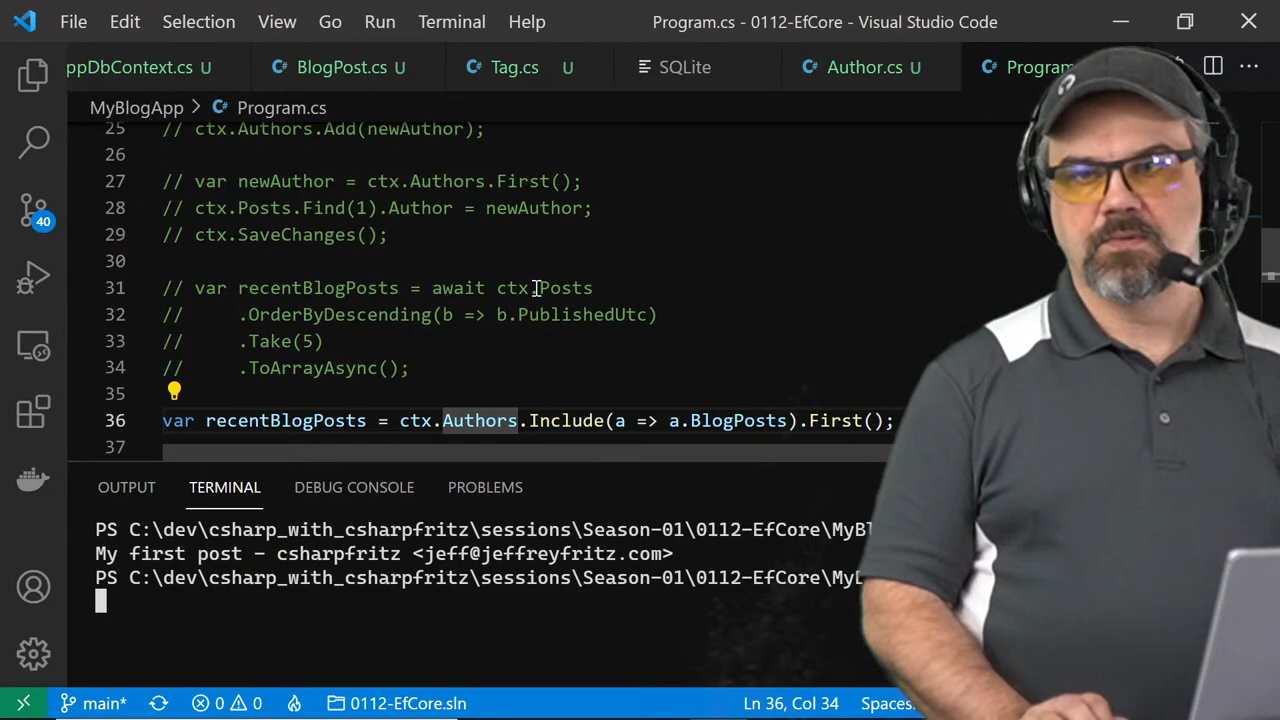 File Edit Selection View Go Run Terminal Help Program.cs - 0112-EfCore - Visual Studio Code
ppDbContext.cs U C# BlogPost.cs U C# Tag.cs U SQLite C# Author.cs U C# Program
MyBlogApp > C# Program.cs
25 // ctx.Authors.Add(newAuthor);
26
27 // var newAuthor = ctx.Authors.First();
28 // ctx.Posts.Find(1).Author = newAuthor;
29 // ctx.SaveChanges();
30
31 // var recentBlogPosts = await ctx.Posts
32 // .OrderByDescending(b => b.PublishedUtc)
33 // .Take(5)
34 // .ToArrayAsync();
35
36 var recentBlogPosts = ctx.Authors.Include(a => a.BlogPosts).First();
37
40
OUTPUT TERMINAL DEBUG CONSOLE PROBLEMS
PS C:\dev\csharp_with_csharpfritz\sessions\Season-01\0112-EfCore\MyBl
My first post - csharpfritz <jeff@jeffreyfritz.com>
PS C:\dev\csharp_with_csharpfritz\sessions\Season-01\0112-EfCore\My
main* 0 0 0112-EfCore.sln Ln 36, Col 34 Spaces: